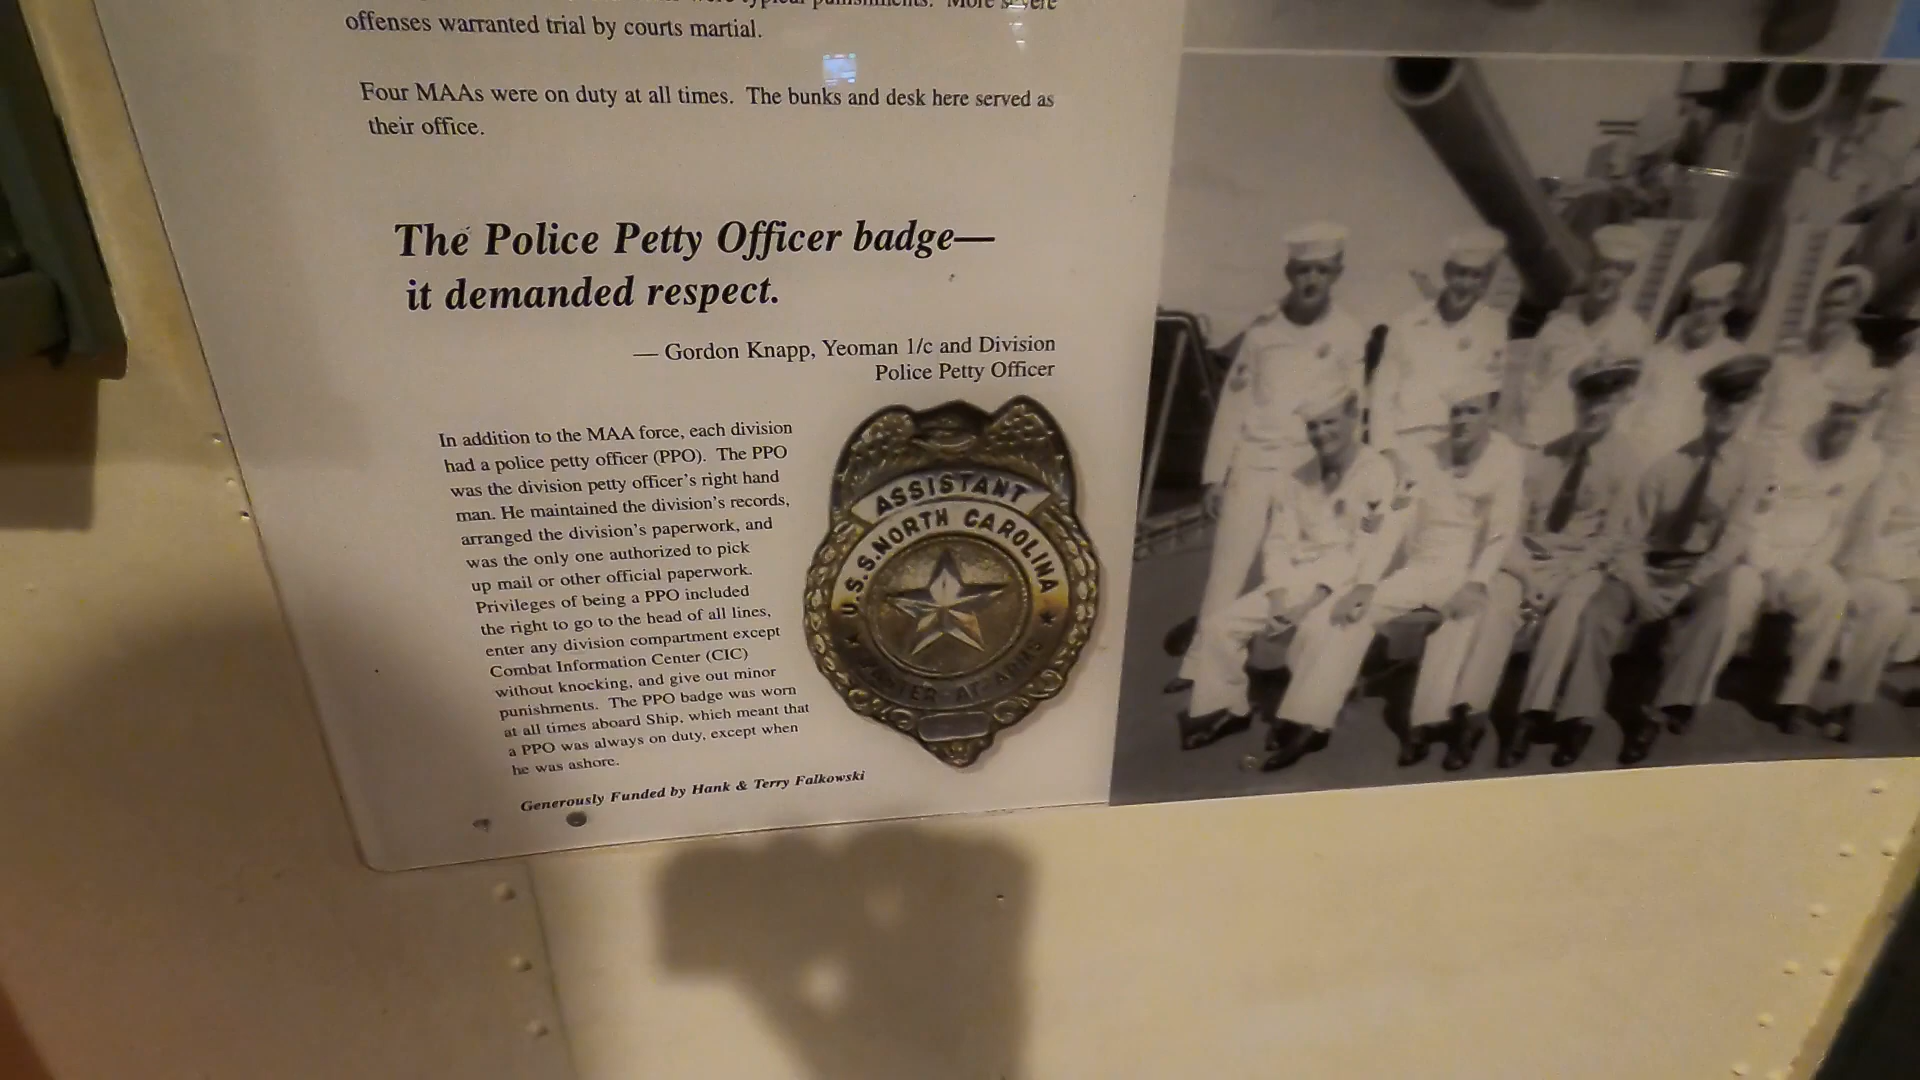 offenses warranted trial by courts martial.
Four MAAs were on duty at all times. The bunks and desk here served as
their office.
The Police Petty Officer badge—
it demanded respect.
— Gordon Knapp, Yeoman 1/c and Division
Police Petty Officer
In addition to the MAA force, each division
had a police petty officer (PPO). The PPO
was the division petty officer's right hand
man. He maintained the division's records,
arranged the division's paperwork, and
was the only one authorized to pick
up mail or other official paperwork.
Privileges of being a PPO included
the right to go to the head of all lines,
enter any division compartment except
Combat Information Center (CIC)
without knocking, and give out minor
punishments. The PPO badge was worn
at all times aboard Ship, which meant that
a PPO was always on duty, except when
he was ashore.
Generously Funded by Hank & Terry Falkowski
ASSISTANT
U.S.S. NORTH CAROLINA
MASTER-AT-ARMS